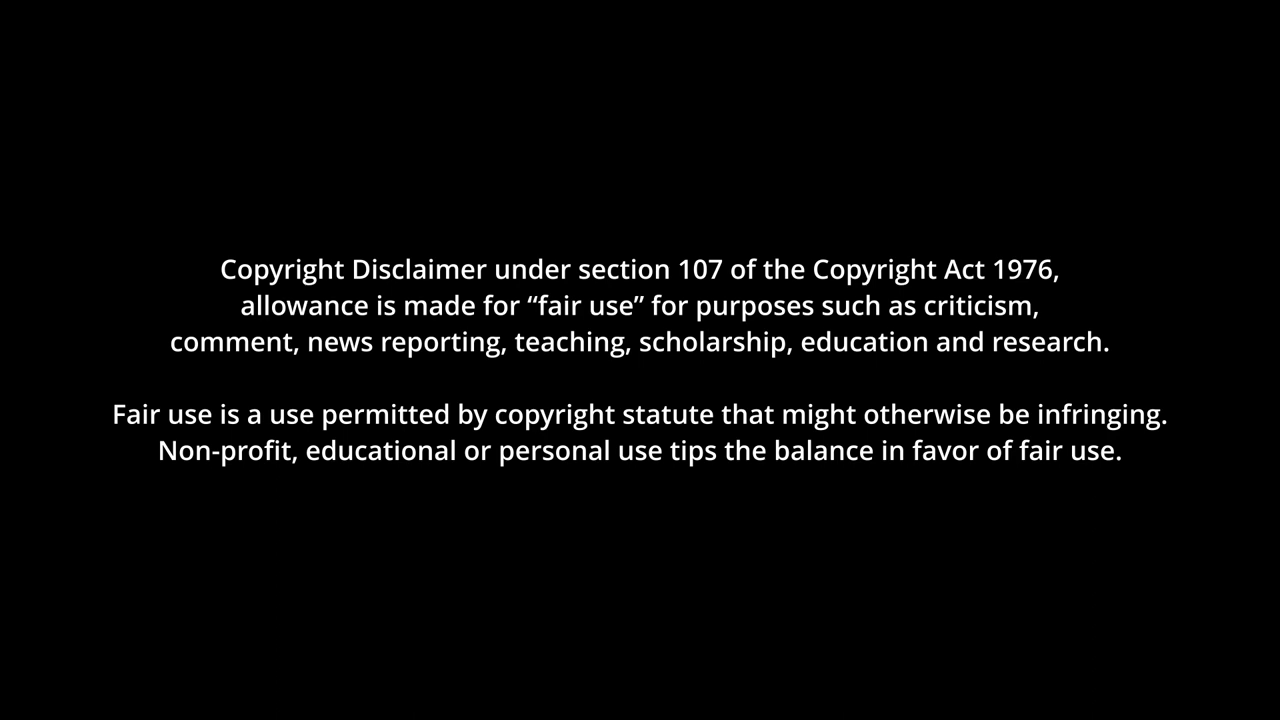 Copyright Disclaimer under section 107 of the Copyright Act 1976,
allowance is made for “fair use” for purposes such as criticism,
comment, news reporting, teaching, scholarship, education and research.
Fair use is a use permitted by copyright statute that might otherwise be infringing.
Non-profit, educational or personal use tips the balance in favor of fair use.